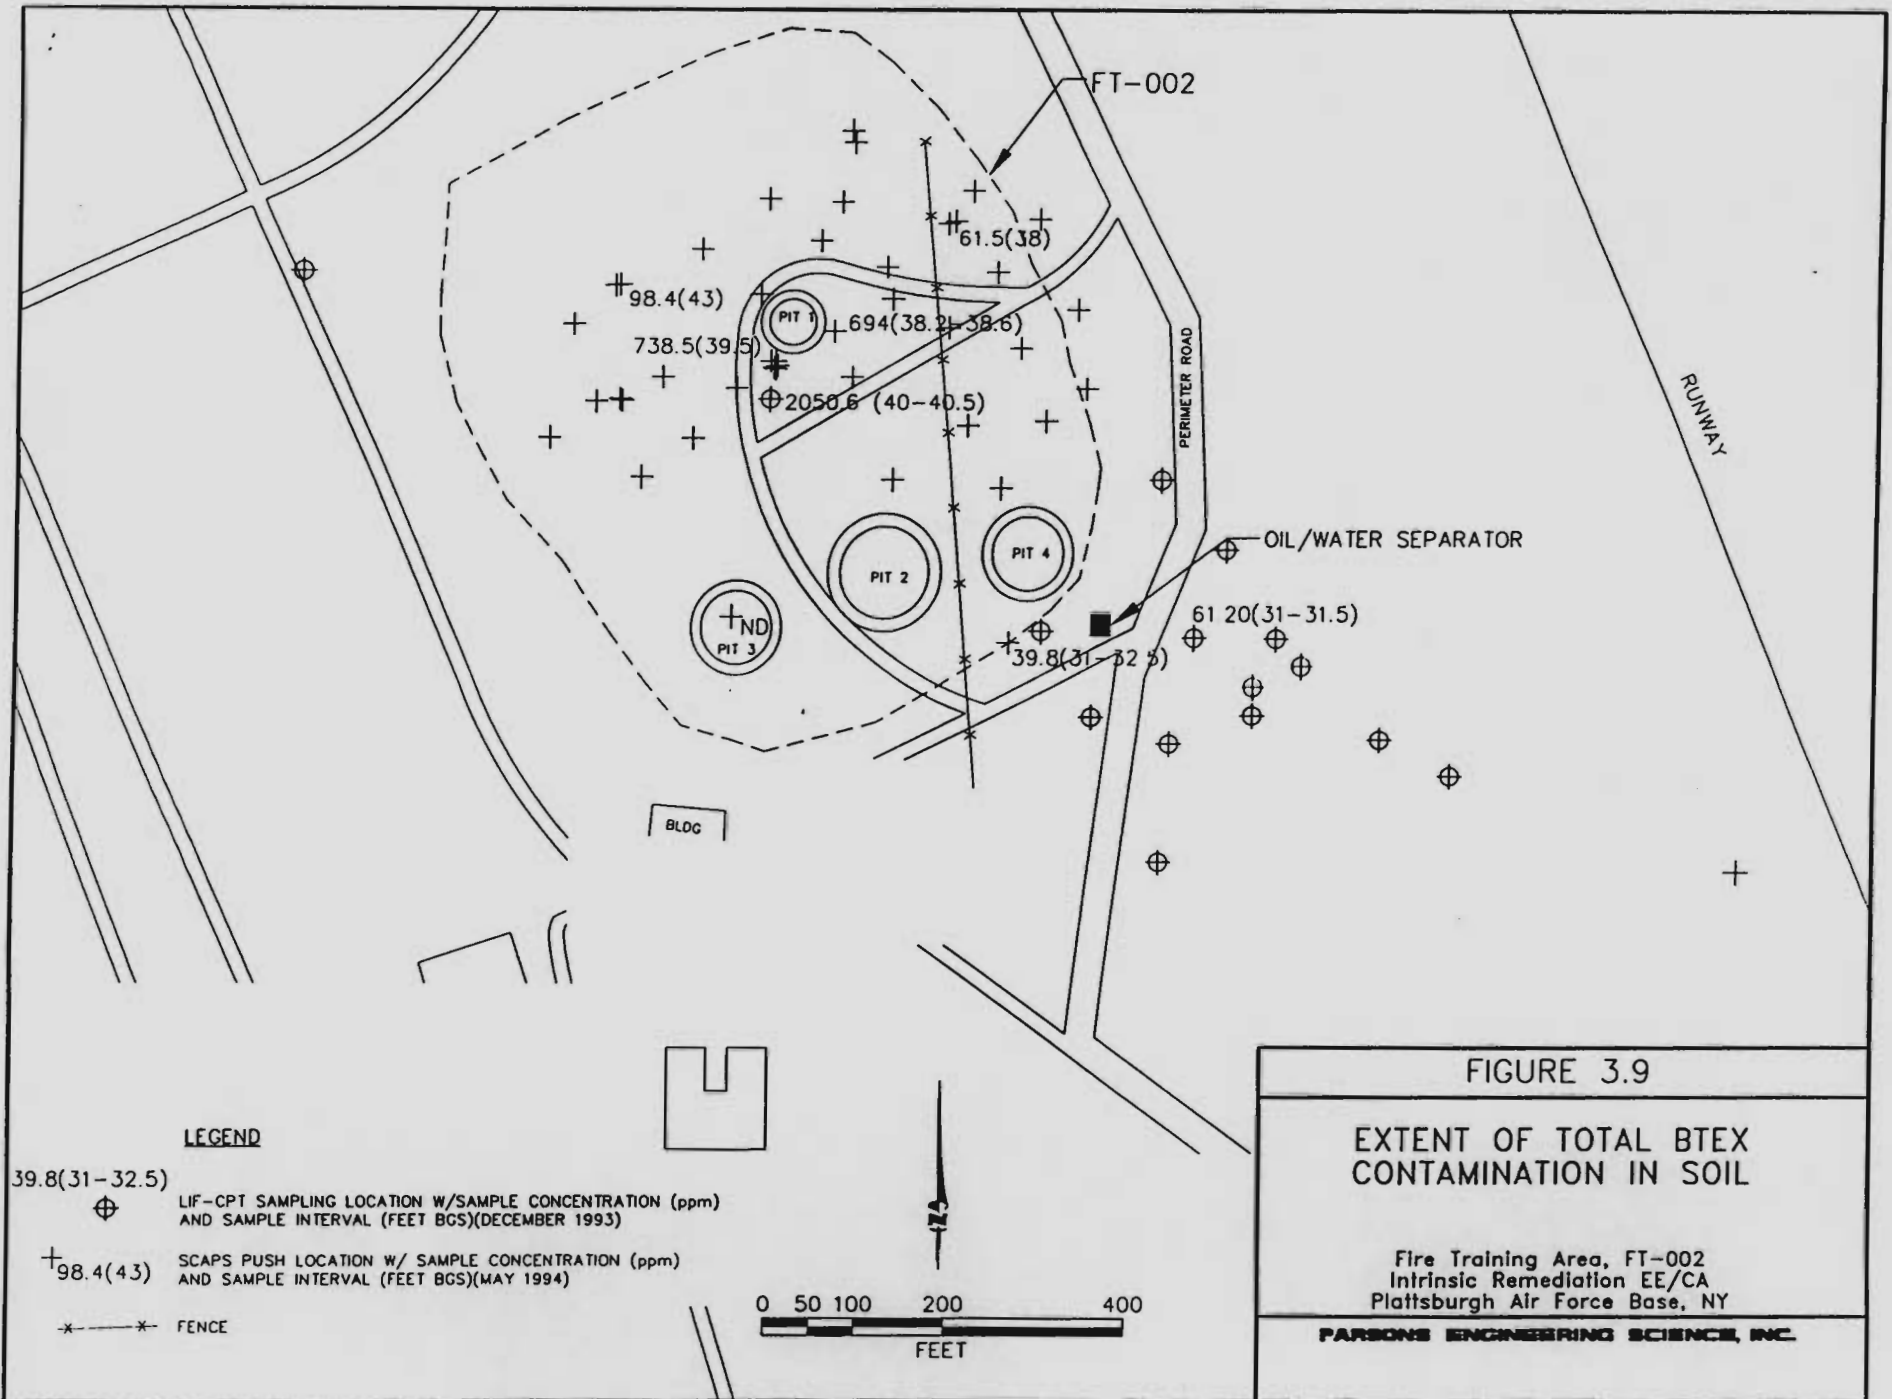 FT-002
61.5(38)
98.4(43)
PIT 1
694(38.2-38.6)
738.5(39.5)
2050.6 (40-40.5)
PERIMETER ROAD
RUNWAY
OIL/WATER SEPARATOR
PIT 4
PIT 2
61 20(31-31.5)
ND
PIT 3
39.8(31-32 5)
BLDG
LEGEND
39.8(31-32.5)
LIF-CPT SAMPLING LOCATION W/SAMPLE CONCENTRATION (ppm)
AND SAMPLE INTERVAL (FEET BGS)(DECEMBER 1993)
98.4(43)
SCAPS PUSH LOCATION W/ SAMPLE CONCENTRATION (ppm)
AND SAMPLE INTERVAL (FEET BGS)(MAY 1994)
FENCE
N
0 50 100 200 400
FEET
FIGURE 3.9
EXTENT OF TOTAL BTEX
CONTAMINATION IN SOIL
Fire Training Area, FT-002
Intrinsic Remediation EE/CA
Plattsburgh Air Force Base, NY
PARSONS ENGINEERING SCIENCE, INC.